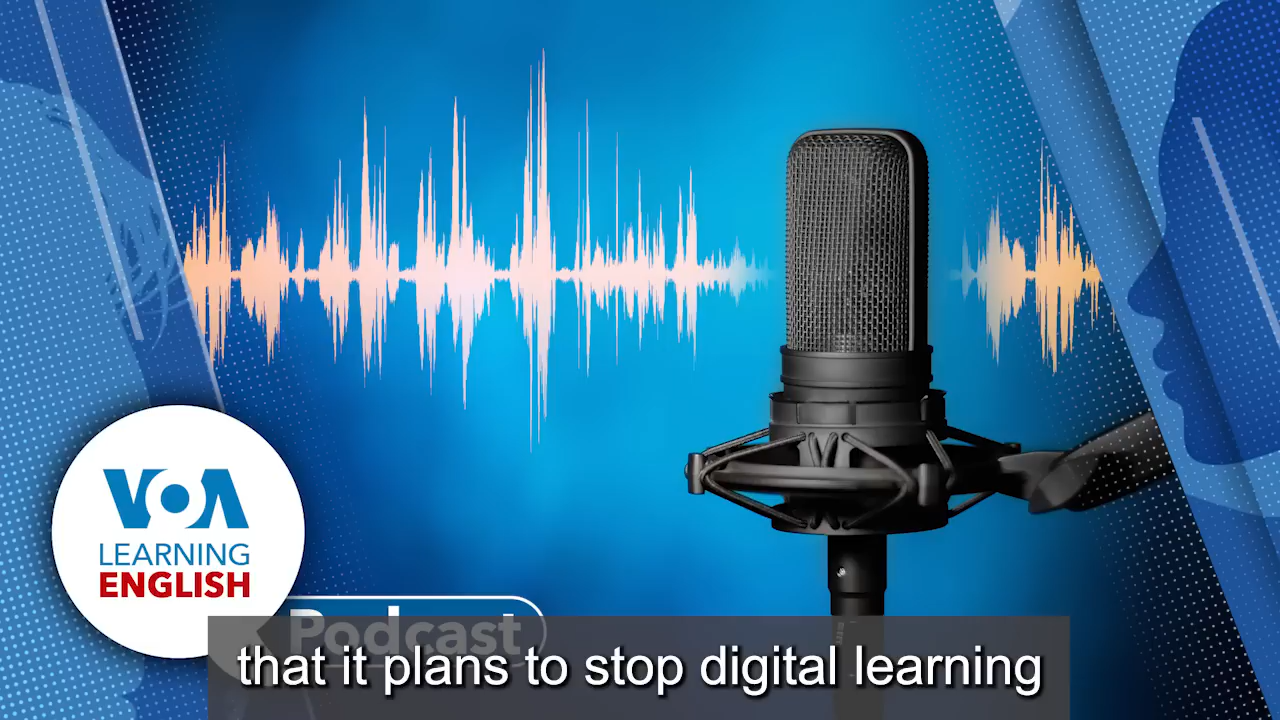 VOA
LEARNING
ENGLISH
Podcast
that it plans to stop digital learning